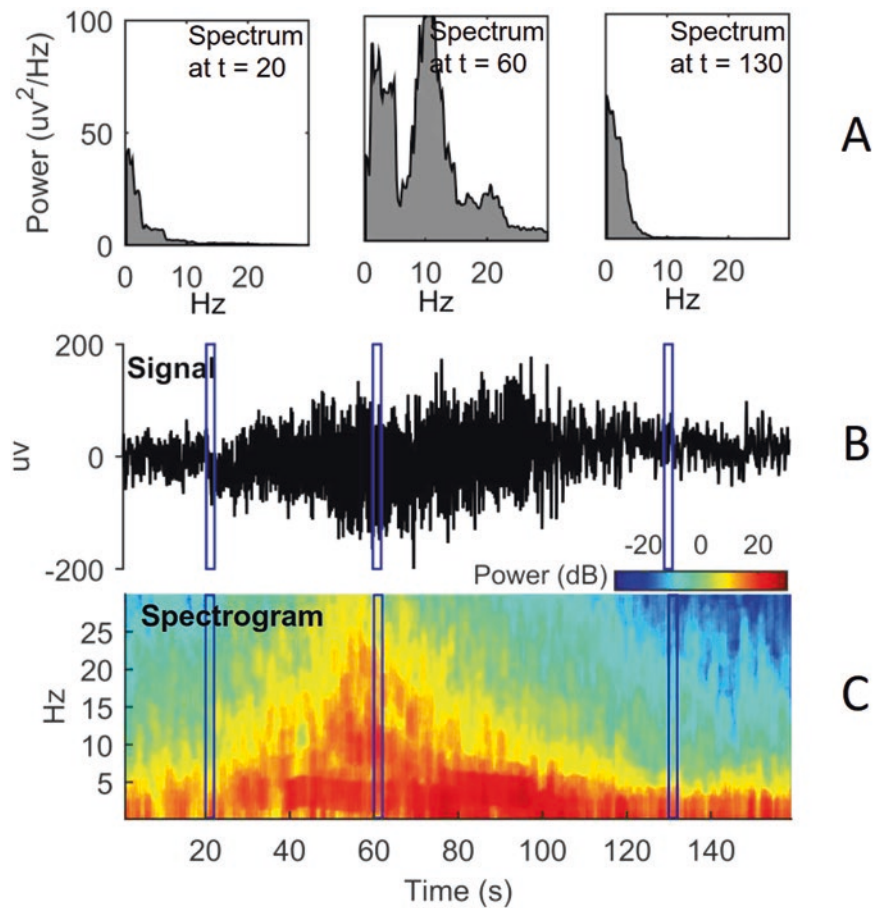 100
50
0
Power (uv²/Hz)
Spectrum
at t = 20
Spectrum
at t = 60
Spectrum
at t = 130
A
0 10 20
0 10 20
0 10 20
Hz
Hz
Hz
200
0
-200
uv
Signal
B
-20 0 20
Power (dB)
Spectrogram
25
20
15
10
5
Hz
C
20 40 60 80 100 120 140
Time (s)